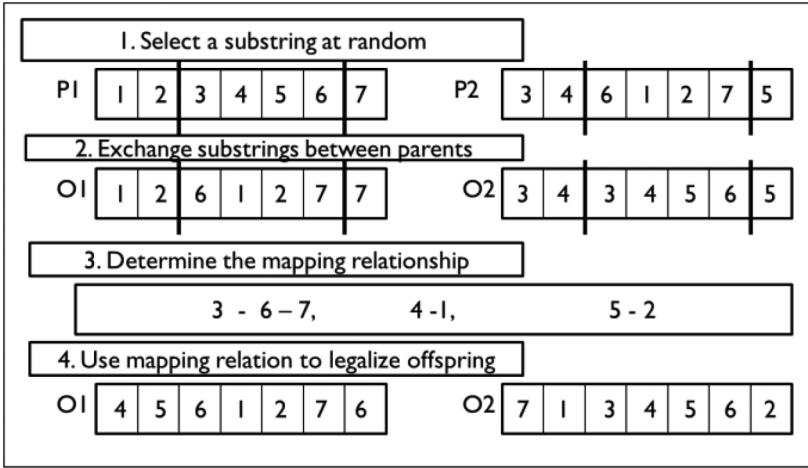 1. Select a substring at random
P1 1 2 3 4 5 6 7 P2 3 4 6 1 2 7 5
2. Exchange substrings between parents
O1 1 2 6 1 2 7 7 O2 3 4 3 4 5 6 5
3. Determine the mapping relationship
3 - 6 – 7, 4 -1, 5 - 2
4. Use mapping relation to legalize offspring
O1 4 5 6 1 2 7 6 O2 7 1 3 4 5 6 2